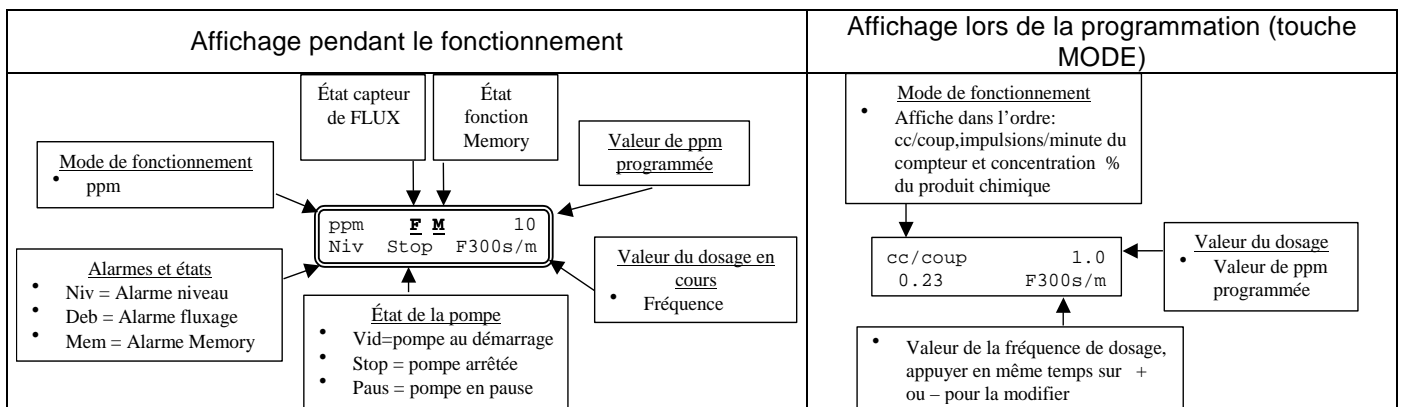 Affichage pendant le fonctionnement
Affichage lors de la programmation (touche
MODE)
État capteur
de FLUX
État
fonction
Memory
Mode de fonctionnement
• ppm
Valeur de ppm
programmée
ppm F M 10
Niv Stop F300s/m
Alarmes et états
• Niv = Alarme niveau
• Deb = Alarme fluxage
• Mem = Alarme Memory
État de la pompe
• Vid=pompe au démarrage
• Stop = pompe arrêtée
• Paus = pompe en pause
Valeur du dosage en
cours
• Fréquence
Mode de fonctionnement
• Affiche dans l'ordre:
cc/coup,impulsions/minute du
compteur et concentration %
du produit chimique
cc/coup 1.0
0.23 F300s/m
Valeur du dosage
• Valeur de ppm
programmée
• Valeur de la fréquence de dosage,
appuyer en même temps sur +
ou – pour la modifier